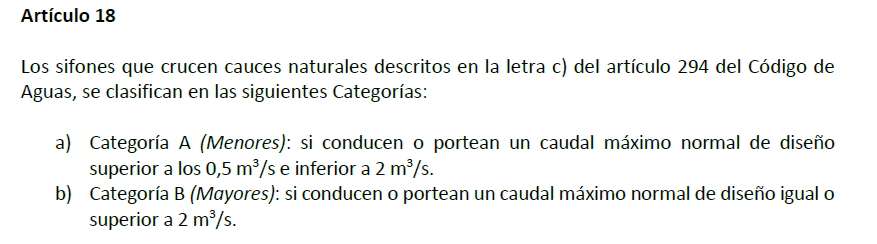 Artículo 18
Los sifones que crucen cauces naturales descritos en la letra c) del artículo 294 del Código de
Aguas, se clasifican en las siguientes Categorías:
a) Categoría A (Menores): si conducen o portean un caudal máximo normal de diseño
superior a los 0,5 m³/s e inferior a 2 m³/s.
b) Categoría B (Mayores): si conducen o portean un caudal máximo normal de diseño igual o
superior a 2 m³/s.